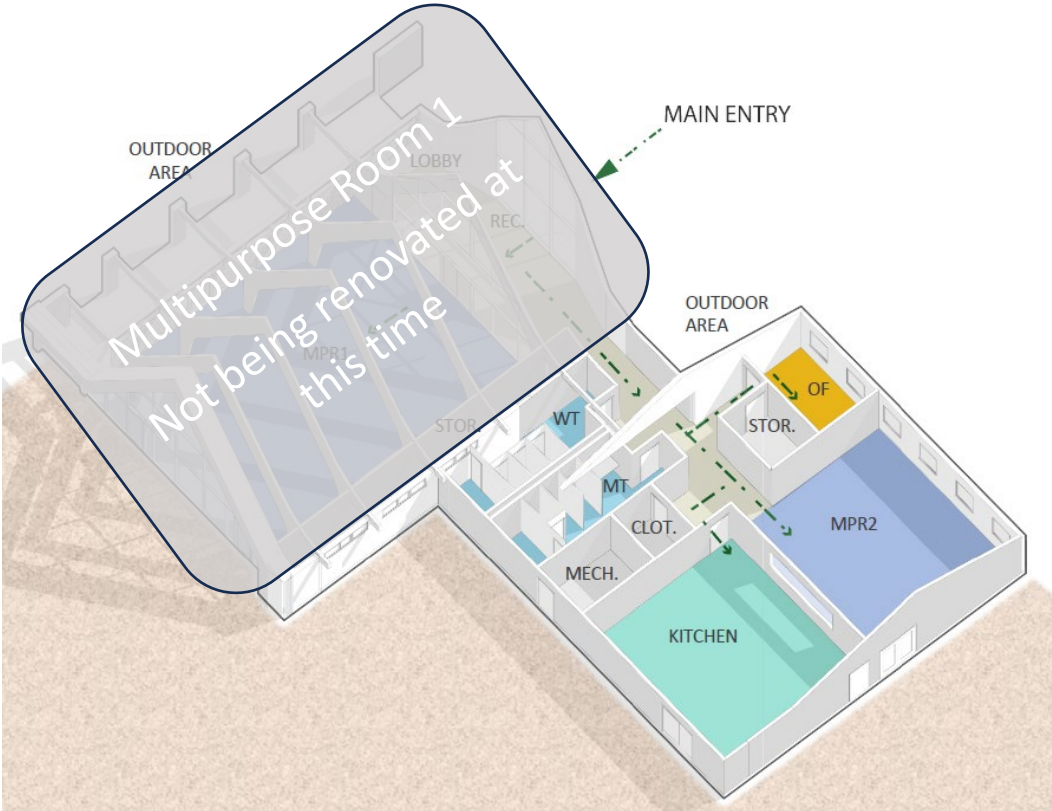 MAIN ENTRY
OUTDOOR
AREA
LOBBY
Multipurpose Room 1
Not being renovated at
this time
REC.
MPR1
STOR.
OUTDOOR
AREA
OF
STOR.
WT
MT
CLOT.
MPR2
MECH.
KITCHEN